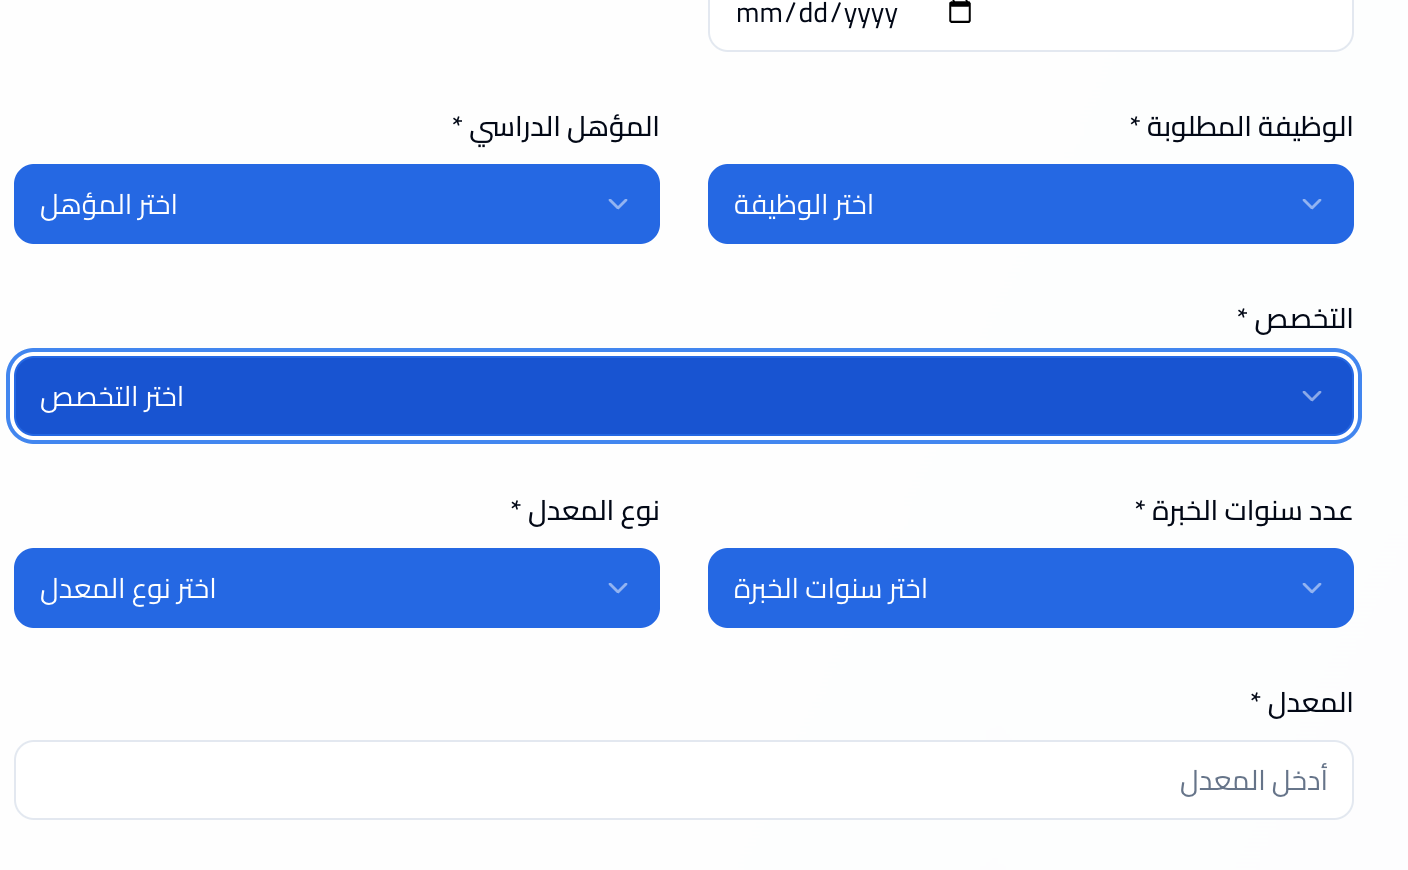 mm/dd/yyyy
الوظيفة المطلوبة *
اختر الوظيفة
المؤهل الدراسي *
اختر المؤهل
التخصص *
اختر التخصص
عدد سنوات الخبرة *
اختر سنوات الخبرة
نوع المعدل *
اختر نوع المعدل
المعدل *
أدخل المعدل